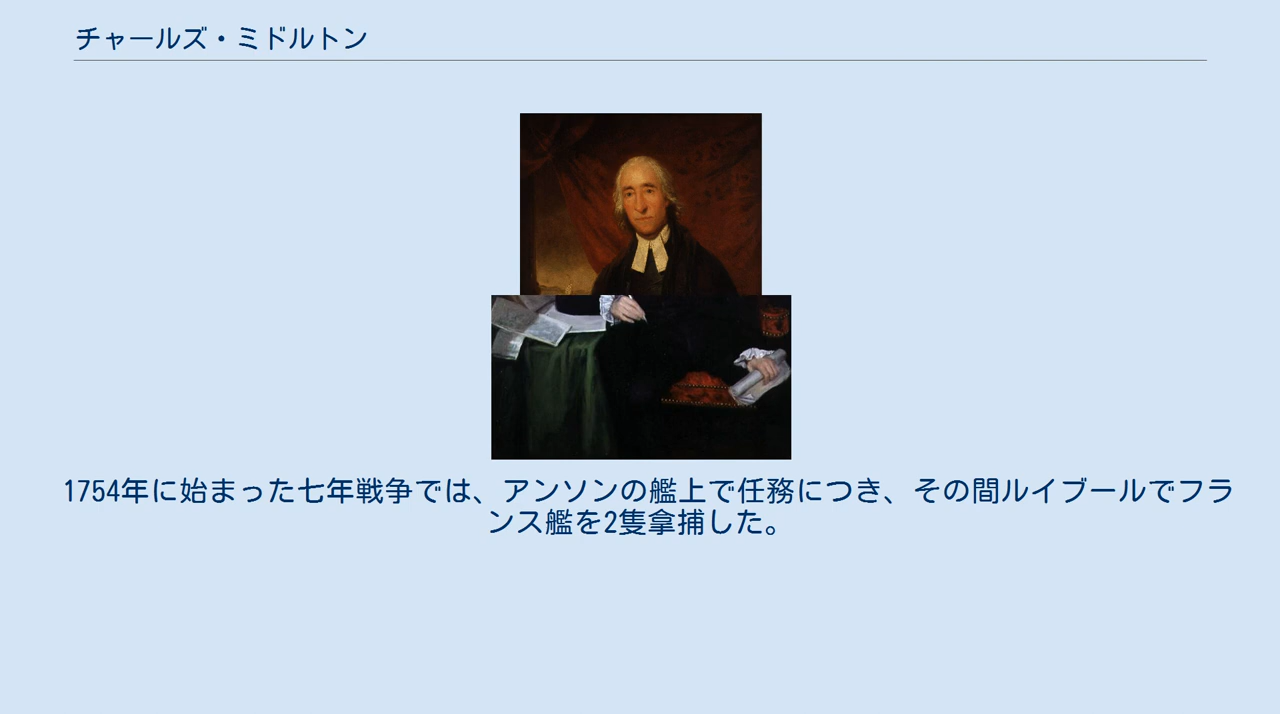 チャールズ・ミドルトン
1754年に始まった七年戦争では、アンソンの艦上で任務につき、その間ルイブールでフラ
ンス艦を2隻拿捕した。